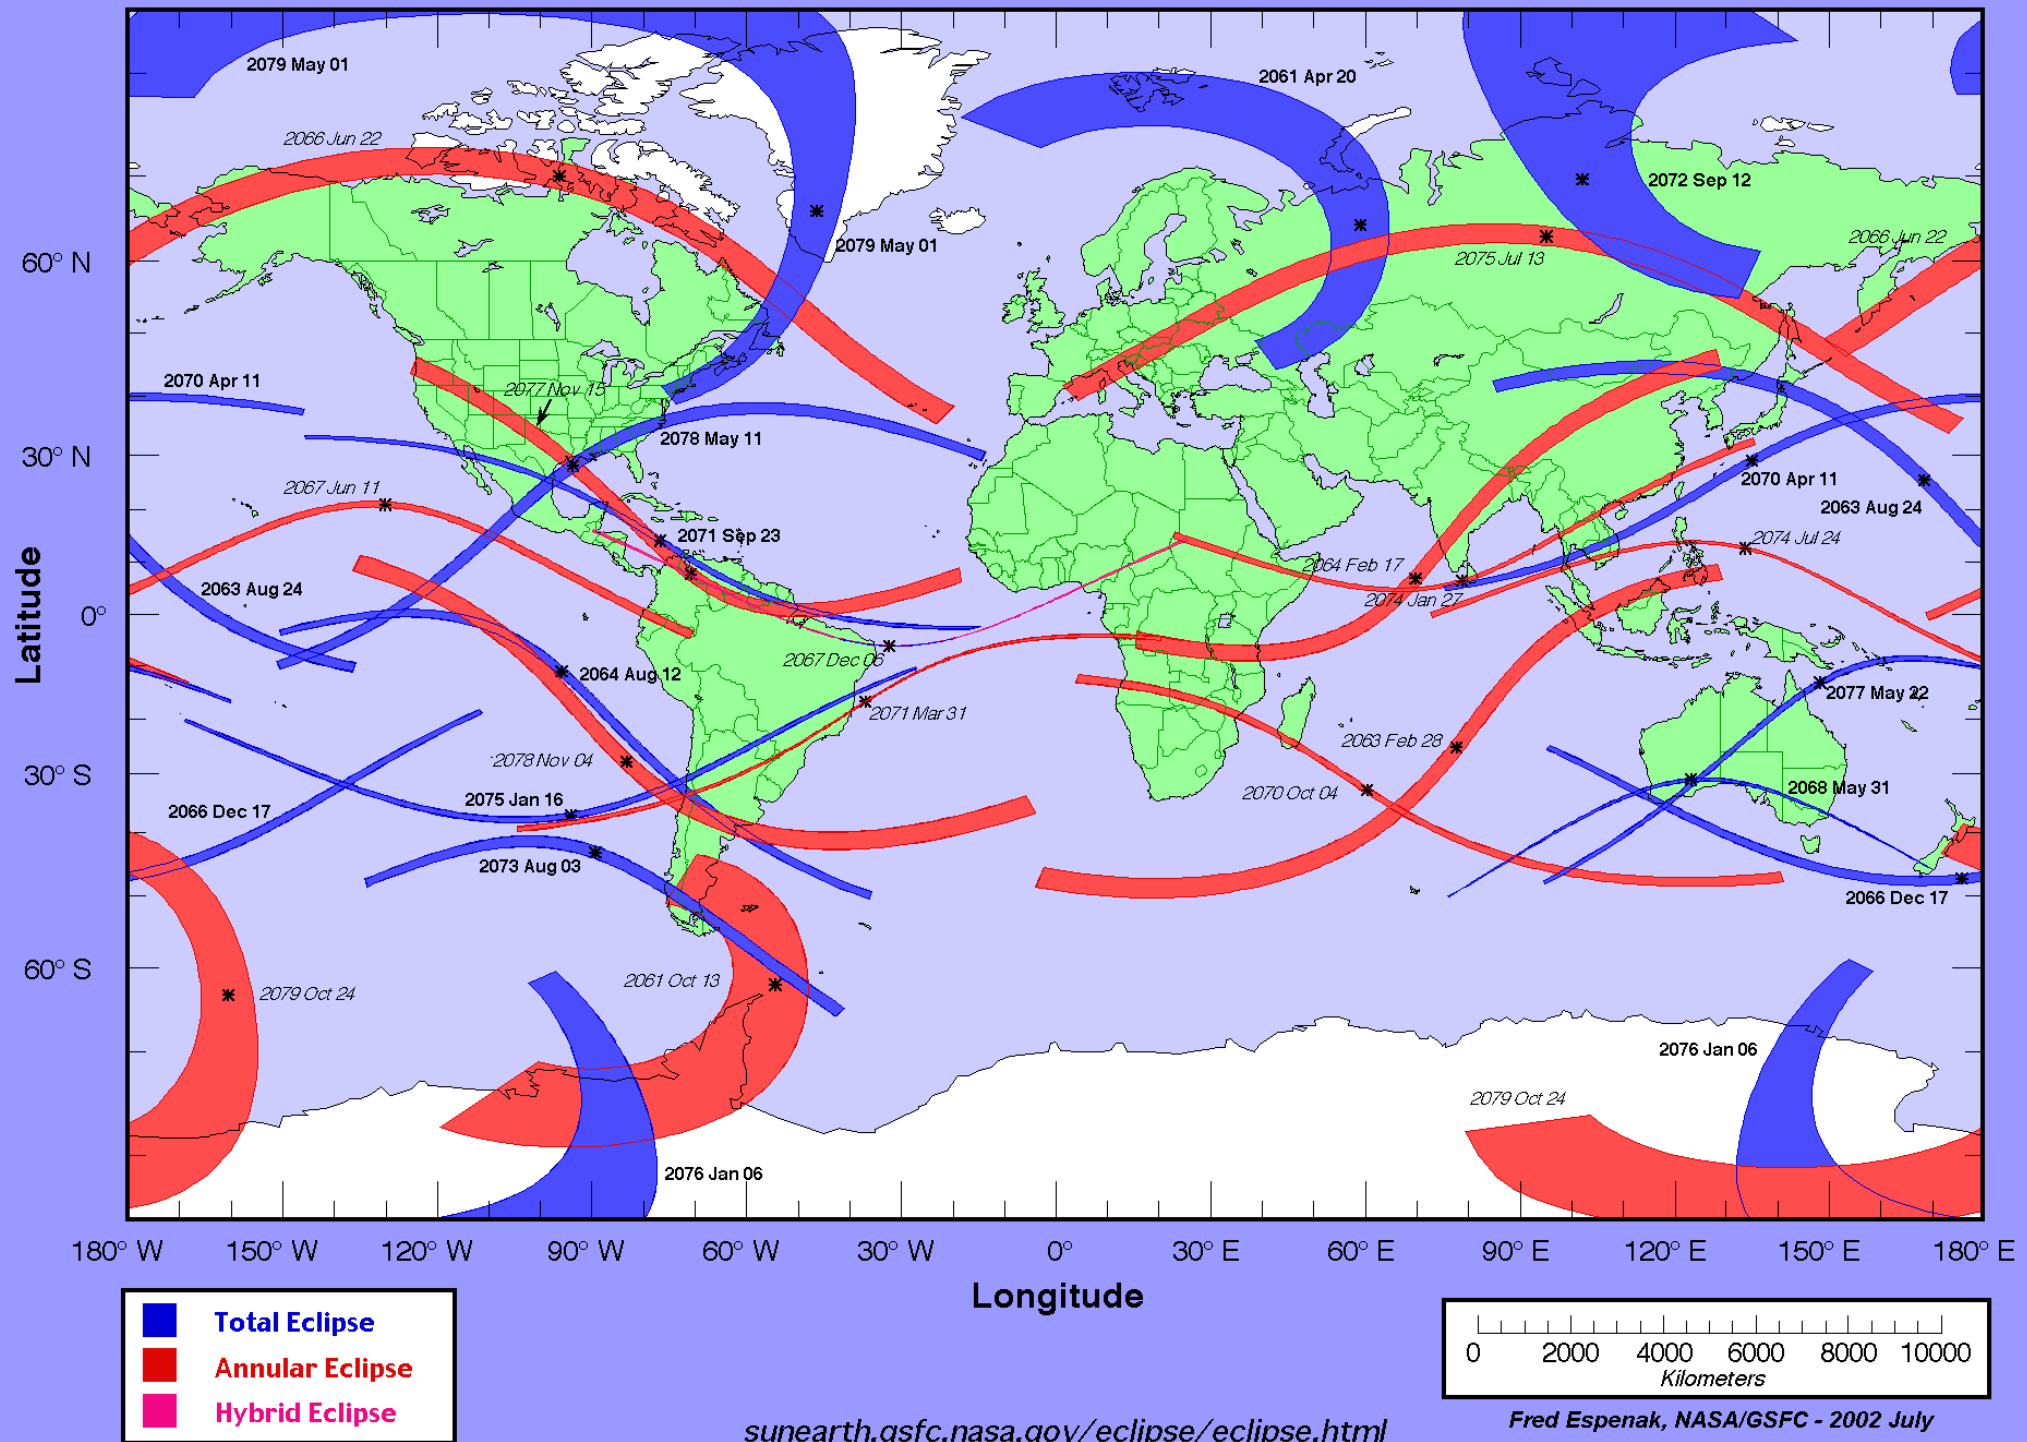 2079 May 01
2061 Apr 20
2066 Jun 22
2072 Sep 12
2079 May 01
2066 Jun 22
60° N
2075 Jul 13
2070 Apr 11
2077 Nov 15
2078 May 11
30° N
2067 Jun 11
2070 Apr 11
2063 Aug 24
2071 Sep 23
2074 Jul 24
2064 Feb 17
2063 Aug 24
2074 Jan 27
0°
Latitude
2067 Dec 06
2064 Aug 12
2077 May 22
2071 Mar 31
2063 Feb 28
2078 Nov 04
30° S
2068 May 31
2070 Oct 04
2075 Jan 16
2066 Dec 17
2073 Aug 03
2066 Dec 17
60° S
2061 Oct 13
2079 Oct 24
2076 Jan 06
2079 Oct 24
2076 Jan 06
180° W 150° W 120° W 90° W 60° W 30° W 0° 30° E 60° E 90° E 120° E 150° E 180° E
Longitude
Total Eclipse
Annular Eclipse
Hybrid Eclipse
0 2000 4000 6000 8000 10000
Kilometers
sunearth.gsfc.nasa.gov/eclipse/eclipse.html
Fred Espenak, NASA/GSFC - 2002 July